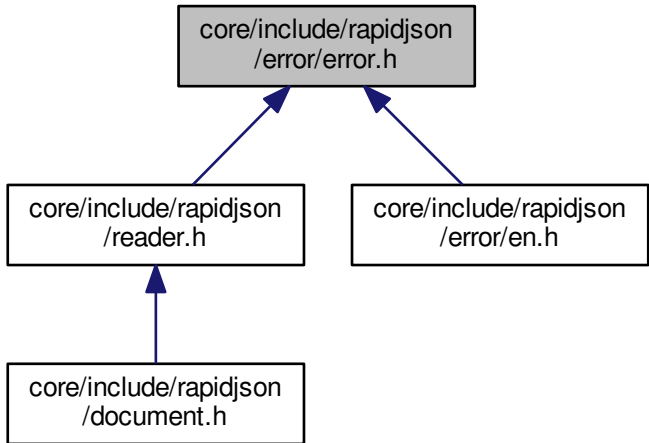 core/include/rapidjson
/error/error.h
core/include/rapidjson
/reader.h
core/include/rapidjson
/error/en.h
core/include/rapidjson
/document.h